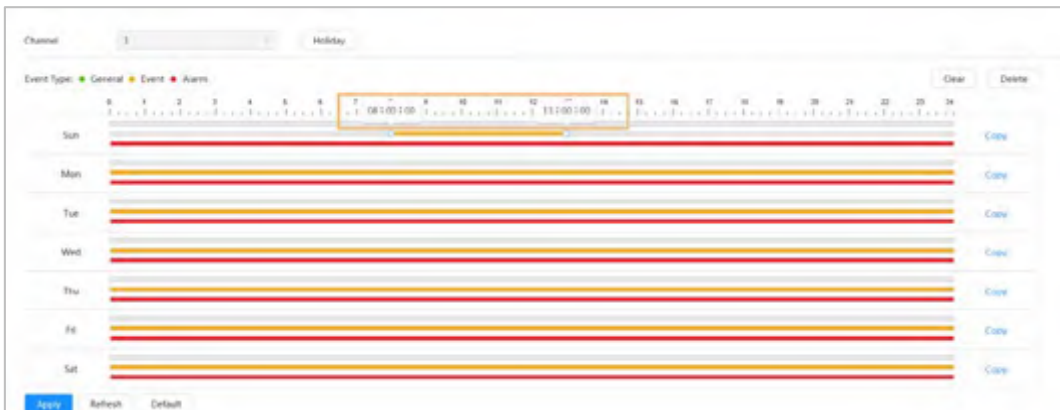 Channel 1 Holiday
Event Type: General Event Alarm Clear Delete
0 1 2 3 4 5 6 7 9 10 11 12 14 15 16 17 18 19 20 21 22 23 24
08:00:00 13:00:00
Sun Copy
Mon Copy
Tue Copy
Wed Copy
Thu Copy
Fri Copy
Sat Copy
Apply Refresh Default